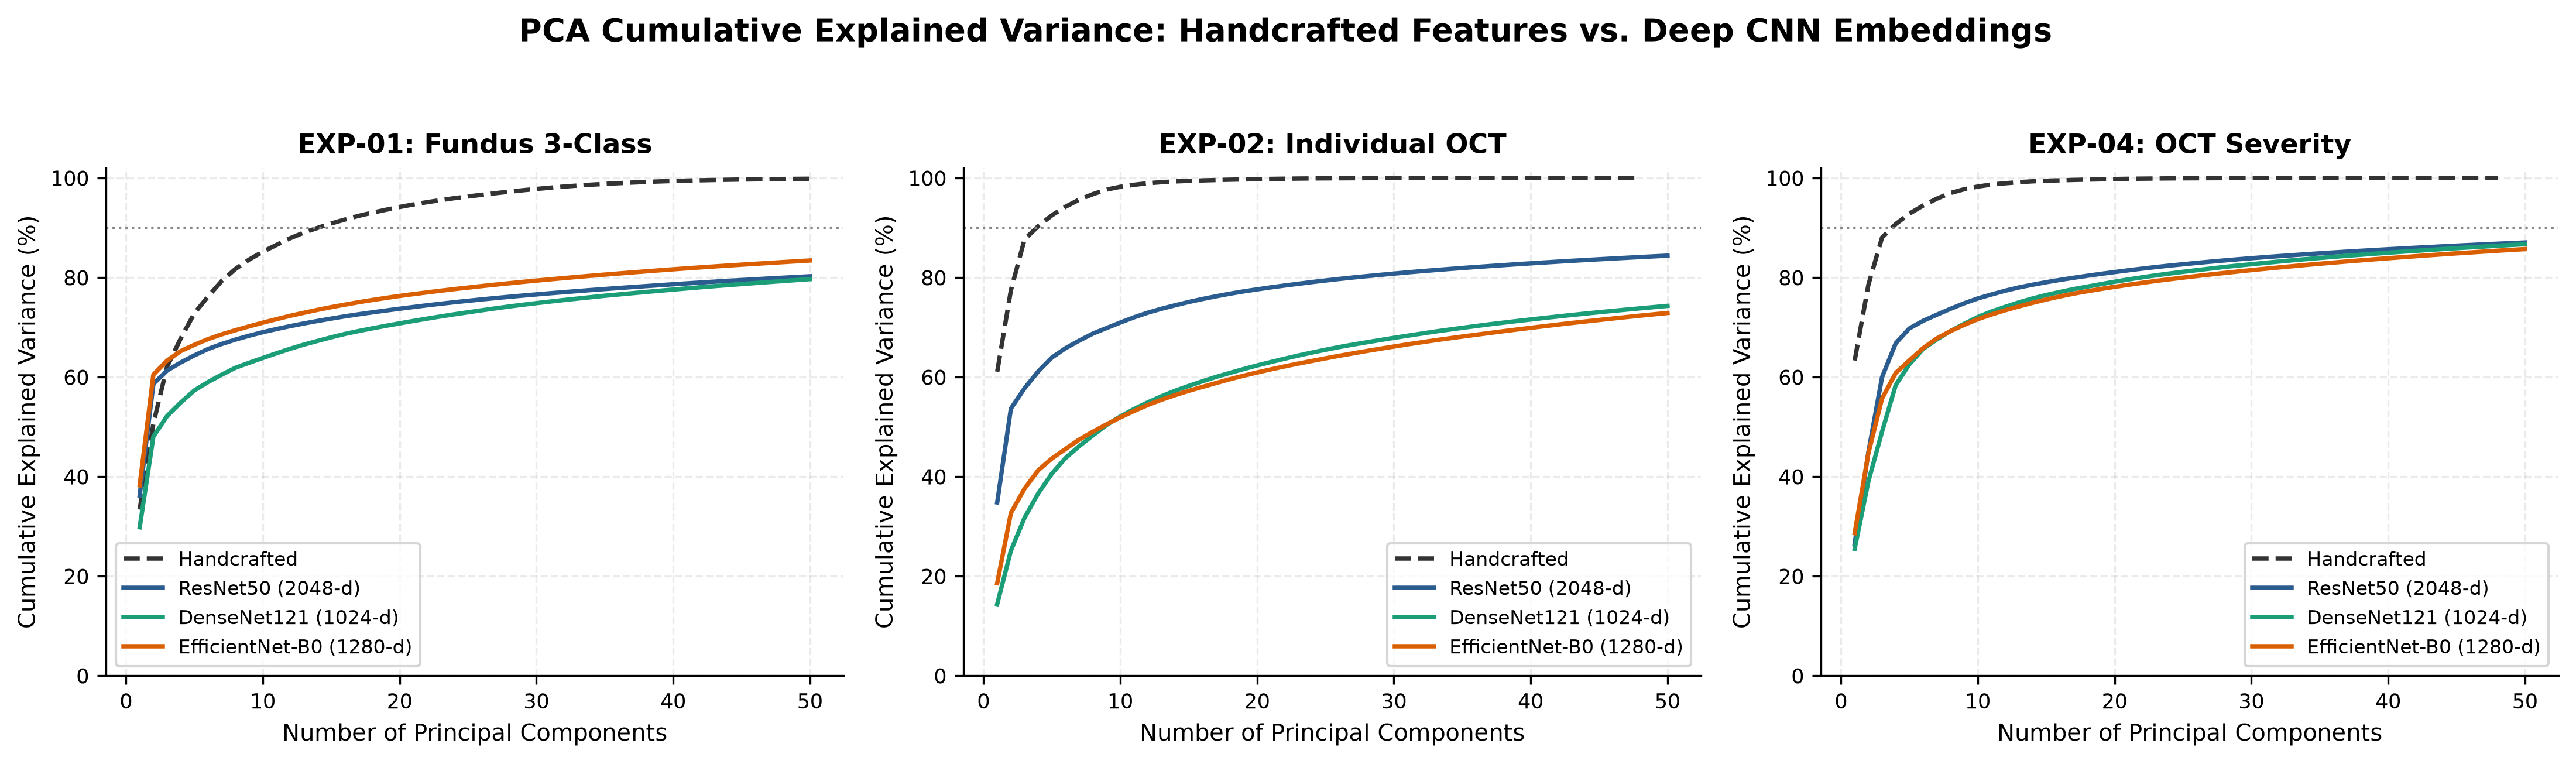 PCA Cumulative Explained Variance: Handcrafted Features vs. Deep CNN Embeddings
EXP-01: Fundus 3-Class
Cumulative Explained Variance (%)
100
80
60
40
20
0
Handcrafted
ResNet50 (2048-d)
DenseNet121 (1024-d)
EfficientNet-B0 (1280-d)
0 10 20 30 40 50
Number of Principal Components
EXP-02: Individual OCT
Cumulative Explained Variance (%)
100
80
60
40
20
0
Handcrafted
ResNet50 (2048-d)
DenseNet121 (1024-d)
EfficientNet-B0 (1280-d)
0 10 20 30 40 50
Number of Principal Components
EXP-04: OCT Severity
Cumulative Explained Variance (%)
100
80
60
40
20
0
Handcrafted
ResNet50 (2048-d)
DenseNet121 (1024-d)
EfficientNet-B0 (1280-d)
0 10 20 30 40 50
Number of Principal Components